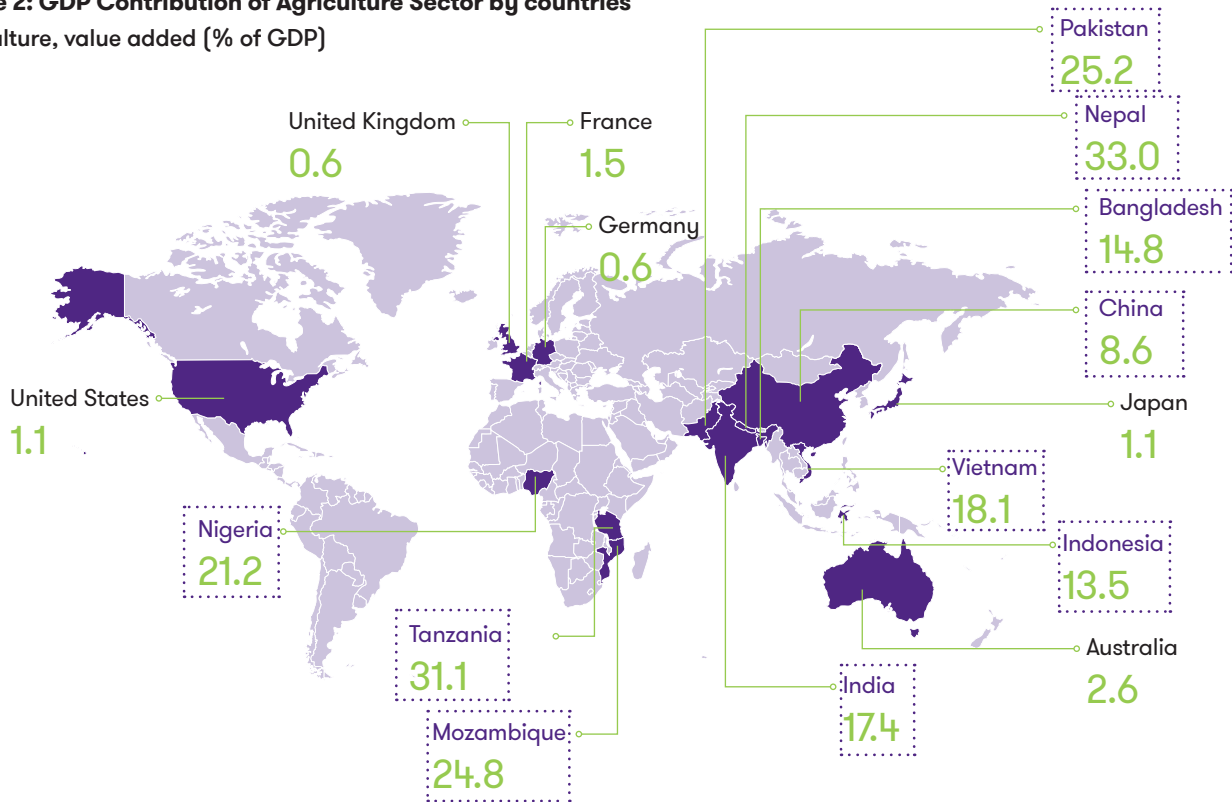 2: GDP Contribution of Agriculture Sector by countries
value added (% of GDP)
Pakistan
25.2
Nepal
33.0
United Kingdom
0.6
France
1.5
Bangladesh
14.8
Germany
0.6
China
8.6
United States
1.1
Japan
1.1
Vietnam
18.1
Nigeria
21.2
Indonesia
13.5
Tanzania
31.1
Australia
2.6
India
17.4
Mozambique
24.8